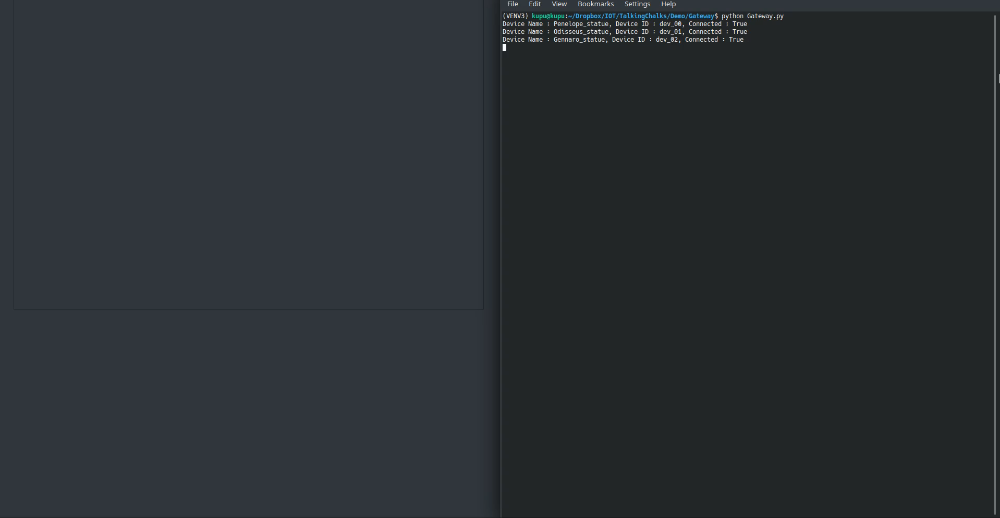 File Edit View Bookmarks Settings Help
(VENV3) kupu@kupu:~/Dropbox/IOT/TalkingChalks/Demo/Gateway$ python Gateway.py
Device Name : Penelope_statue, Device ID : dev_00, Connected : True
Device Name : Odisseus_statue, Device ID : dev_01, Connected : True
Device Name : Gennaro_statue, Device ID : dev_02, Connected : True